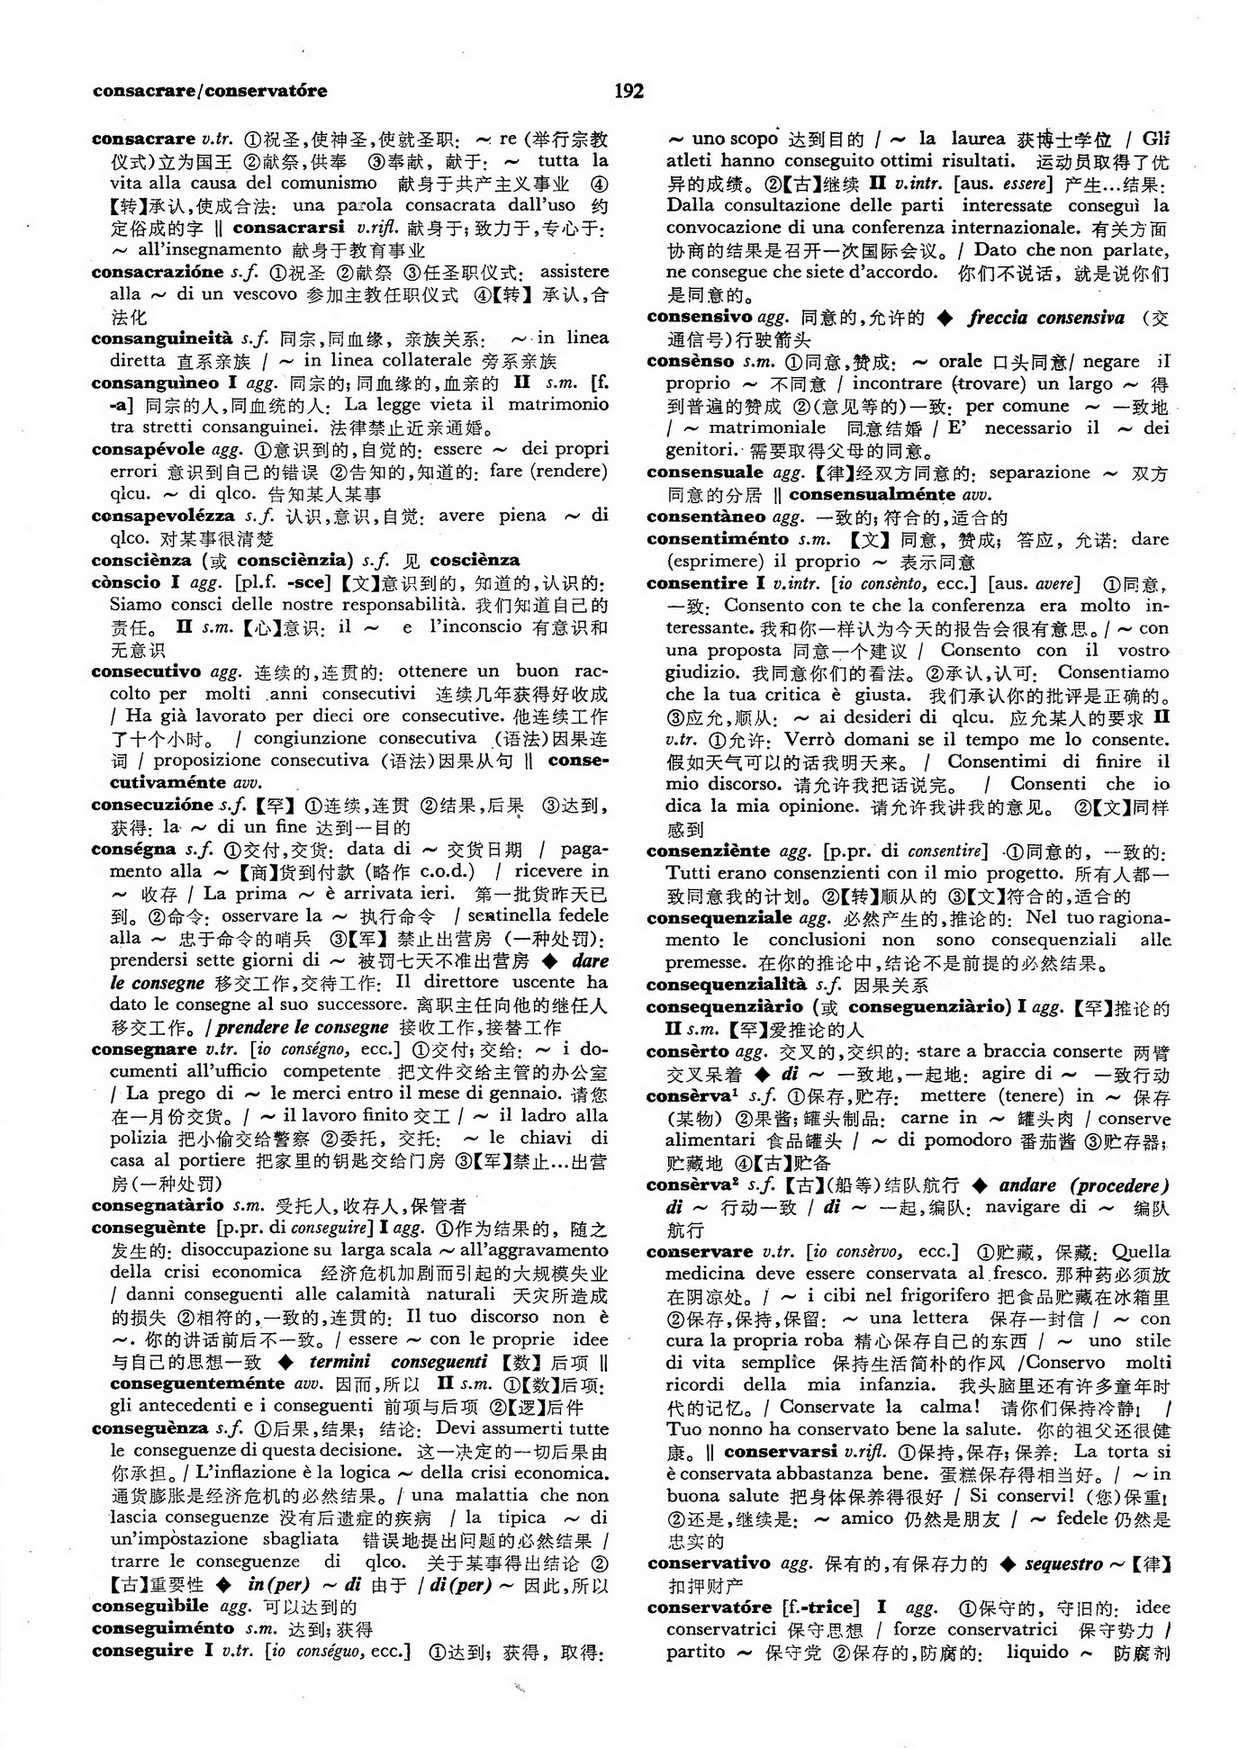 consacrare/conservatóre
192
consacrare v.tr. ①祝圣,使神圣,使就圣职: ～ re (举行宗教
仪式)立为国王 ②献祭,供奉 ③奉献, 献于: ～ tutta la
vita alla causa del comunismo 献身于共产主义事业 ④
【转】承认,使成合法: una parola consacrata dall'uso 约
定俗成的字 ‖ consacrarsi v.rifl. 献身于; 致力于,专心于:
～ all'insegnamento 献身于教育事业
consacrazióne s.f. ①祝圣 ②献祭 ③任圣职仪式: assistere
alla ～ di un vescovo 参加主教任职仪式 ④【转】 承认,合
法化
consanguineità s.f. 同宗,同血缘, 亲族关系: ～ in linea
diretta 直系亲族 / ～ in linea collaterale 旁系亲族
consanguìneo I agg. 同宗的; 同血缘的,血亲的 II s.m. [f.
-a] 同宗的人,同血统的人: La legge vieta il matrimonio
tra stretti consanguinei. 法律禁止近亲通婚。
consapévole agg. ①意识到的,自觉的: essere ～ dei propri
errori 意识到自己的错误 ②告知的,知道的: fare (rendere)
qlcu. ～ di qlco. 告知某人某事
consapevolézza s.f. 认识,意识,自觉: avere piena ～ di
qlco. 对某事很清楚
consciènza (或 consciènzia) s.f. 见 cosciènza
cònscio I agg. [pl.f. -sce]【文】意识到的, 知道的,认识的:
Siamo consci delle nostre responsabilità. 我们知道自己的
责任。 II s.m.【心】意识: il ～ e l'inconscio 有意识和
无意识
consecutivo agg. 连续的,连贯的: ottenere un buon rac-
colto per molti anni consecutivi 连续几年获得好收成
/ Ha già lavorato per dieci ore consecutive. 他连续工作
了十个小时。 / congiunzione consecutiva (语法)因果连
词 / proposizione consecutiva (语法)因果从句 ‖ conse-
cutivaménte avv.
consecuzióne s.f.【罕】 ①连续,连贯 ②结果,后果 ③达到,
获得: la ～ di un fine 达到一目的
conségna s.f. ①交付,交货: data di ～ 交货日期 / paga-
mento alla ～【商】货到付款 (略作 c.o.d.) / ricevere in
～ 收存 / La prima ～ è arrivata ieri. 第一批货昨天已
到。②命令: osservare la ～ 执行命令 / sentinella fedele
alla ～ 忠于命令的哨兵 ③【军】 禁止出营房 (一种处罚):
prendersi sette giorni di ～ 被罚七天不准出营房 ◆ dare
le consegne 移交工作,交待工作: Il direttore uscente ha
dato le consegne al suo successore. 离职主任向他的继任人
移交工作。/ prendere le consegne 接收工作,接替工作
consegnare v.tr. [io conségno, ecc.] ①交付; 交给: ～ i do-
cumenti all'ufficio competente 把文件交给主管的办公室
/ La prego di ～ le merci entro il mese di gennaio. 请您
在一月份交货。/ ～ il lavoro finito 交工 / ～ il ladro alla
polizia 把小偷交给警察 ②委托, 交托: ～ le chiavi di
casa al portiere 把家里的钥匙交给门房 ③【军】禁止…出营
房(一种处罚)
consegnatàrio s.m. 受托人,收存人,保管者
conseguènte [p.pr. di conseguire] I agg. ①作为结果的, 随之
发生的: disoccupazione su larga scala ～ all'aggravamento
della crisi economica 经济危机加剧而引起的大规模失业
/ danni conseguenti alle calamità naturali 天灾所造成
的损失 ②相符的,一致的,连贯的: Il tuo discorso non è
～. 你的讲话前后不一致。/ essere ～ con le proprie idee
与自己的思想一致 ◆ termini conseguenti【数】后项 ‖
conseguenteménte avv. 因而,所以 II s.m. ①【数】后项:
gli antecedenti e i conseguenti 前项与后项 ②【逻】后件
conseguènza s.f. ①后果,结果; 结论: Devi assumerti tutte
le conseguenze di questa decisione. 这一决定的一切后果由
你承担。/ L'inflazione è la logica ～ della crisi economica.
通货膨胀是经济危机的必然结果。/ una malattia che non
lascia conseguenze 没有后遗症的疾病 / la tipica ～ di
un'impòstazione sbagliata 错误地提出问题的必然结果 /
trarre le conseguenze di qlco. 关于某事得出结论 ②
【古】重要性 ◆ in (per) ～ di 由于 / di (per) ～ 因此,所以
conseguìbile agg. 可以达到的
conseguiménto s.m. 达到; 获得
conseguire I v.tr. [io conséguo, ecc.] ①达到; 获得, 取得:
～ uno scopo 达到目的 / ～ la laurea 获博士学位 / Gli
atleti hanno conseguito ottimi risultati. 运动员取得了优
异的成绩。②【古】继续 II v.intr. [aus. essere] 产生…结果:
Dalla consultazione delle parti interessate conseguì la
convocazione di una conferenza internazionale. 有关方面
协商的结果是召开一次国际会议。/ Dato che non parlate,
ne consegue che siete d'accordo. 你们不说话, 就是说你们
是同意的。
consensivo agg. 同意的,允许的 ◆ freccia consensiva (交
通信号)行驶箭头
consènso s.m. ①同意,赞成: ～ orale 口头同意/ negare il
proprio ～ 不同意 / incontrare (trovare) un largo ～ 得
到普遍的赞成 ②(意见等的)一致: per comune ～ 一致地
/ ～ matrimoniale 同意结婚 / E' necessario il ～ dei
genitori. 需要取得父母的同意。
consensuale agg.【律】经双方同意的: separazione ～ 双方
同意的分居 ‖ consensualménte avv.
consentàneo agg. 一致的; 符合的,适合的
consentiménto s.m. 【文】 同意, 赞成; 答应, 允诺: dare
(esprimere) il proprio ～ 表示同意
consentire I v.intr. [io consènto, ecc.] [aus. avere] ①同意,
一致: Consento con te che la conferenza era molto in-
teressante. 我和你一样认为今天的报告会很有意思。/ ～ con
una proposta 同意一个建议 / Consento con il vostro
giudizio. 我同意你们的看法。②承认,认可: Consentiamo
che la tua critica è giusta. 我们承认你的批评是正确的。
③应允,顺从: ～ ai desideri di qlcu. 应允某人的要求 II
v.tr. ①允许: Verrò domani se il tempo me lo consente.
假如天气可以的话我明天来。 / Consentimi di finire il
mio discorso. 请允许我把话说完。 / Consenti che io
dica la mia opinione. 请允许我讲我的意见。 ②【文】同样
感到
consenziènte agg. [p.pr. di consentire] ①同意的, 一致的:
Tutti erano consenzienti con il mio progetto. 所有人都一
致同意我的计划。②【转】顺从的 ③【文】符合的,适合的
consequenziale agg. 必然产生的,推论的: Nel tuo ragiona-
mento le conclusioni non sono consequenziali alle
premesse. 在你的推论中,结论不是前提的必然结果。
consequenzialità s.f. 因果关系
consequenziàrio (或 conseguenziàrio) I agg.【罕】推论的
II s.m.【罕】爱推论的人
consèrto agg. 交叉的,交织的: stare a braccia conserte 两臂
交叉呆着 ◆ di ～ 一致地,一起地: agire di ～ 一致行动
consèrva¹ s.f. ①保存,贮存: mettere (tenere) in ～ 保存
(某物) ②果酱; 罐头制品: carne in ～ 罐头肉 / conserve
alimentari 食品罐头 / ～ di pomodoro 番茄酱 ③贮存器;
贮藏地 ④【古】贮备
consèrva² s.f.【古】(船等)结队航行 ◆ andare (procedere)
di ～ 行动一致 / di ～ 一起,编队: navigare di ～ 编队
航行
conservare v.tr. [io consèrvo, ecc.] ①贮藏, 保藏: Quella
medicina deve essere conservata al fresco. 那种药必须放
在阴凉处。/ ～ i cibi nel frigorifero 把食品贮藏在冰箱里
②保存,保持,保留: ～ una lettera 保存一封信 / ～ con
cura la propria roba 精心保存自己的东西 / ～ uno stile
di vita semplice 保持生活简朴的作风 /Conservo molti
ricordi della mia infanzia. 我头脑里还有许多童年时
代的记忆。/ Conservate la calma! 请你们保持冷静! /
Tuo nonno ha conservato bene la salute. 你的祖父还很健
康。‖ conservarsi v.rifl. ①保持,保存; 保养: La torta si
è conservata abbastanza bene. 蛋糕保存得相当好。/ ～ in
buona salute 把身体保养得很好 / Si conservi! (您)保重!
②还是,继续是: ～ amico 仍然是朋友 / ～ fedele 仍然是
忠实的
conservativo agg. 保有的,有保存力的 ◆ sequestro ～【律】
扣押财产
conservatóre [f.-trice] I agg. ①保守的, 守旧的: idee
conservatrici 保守思想 / forze conservatrici 保守势力 /
partito ～ 保守党 ②保存的,防腐的: liquido ～ 防腐剂